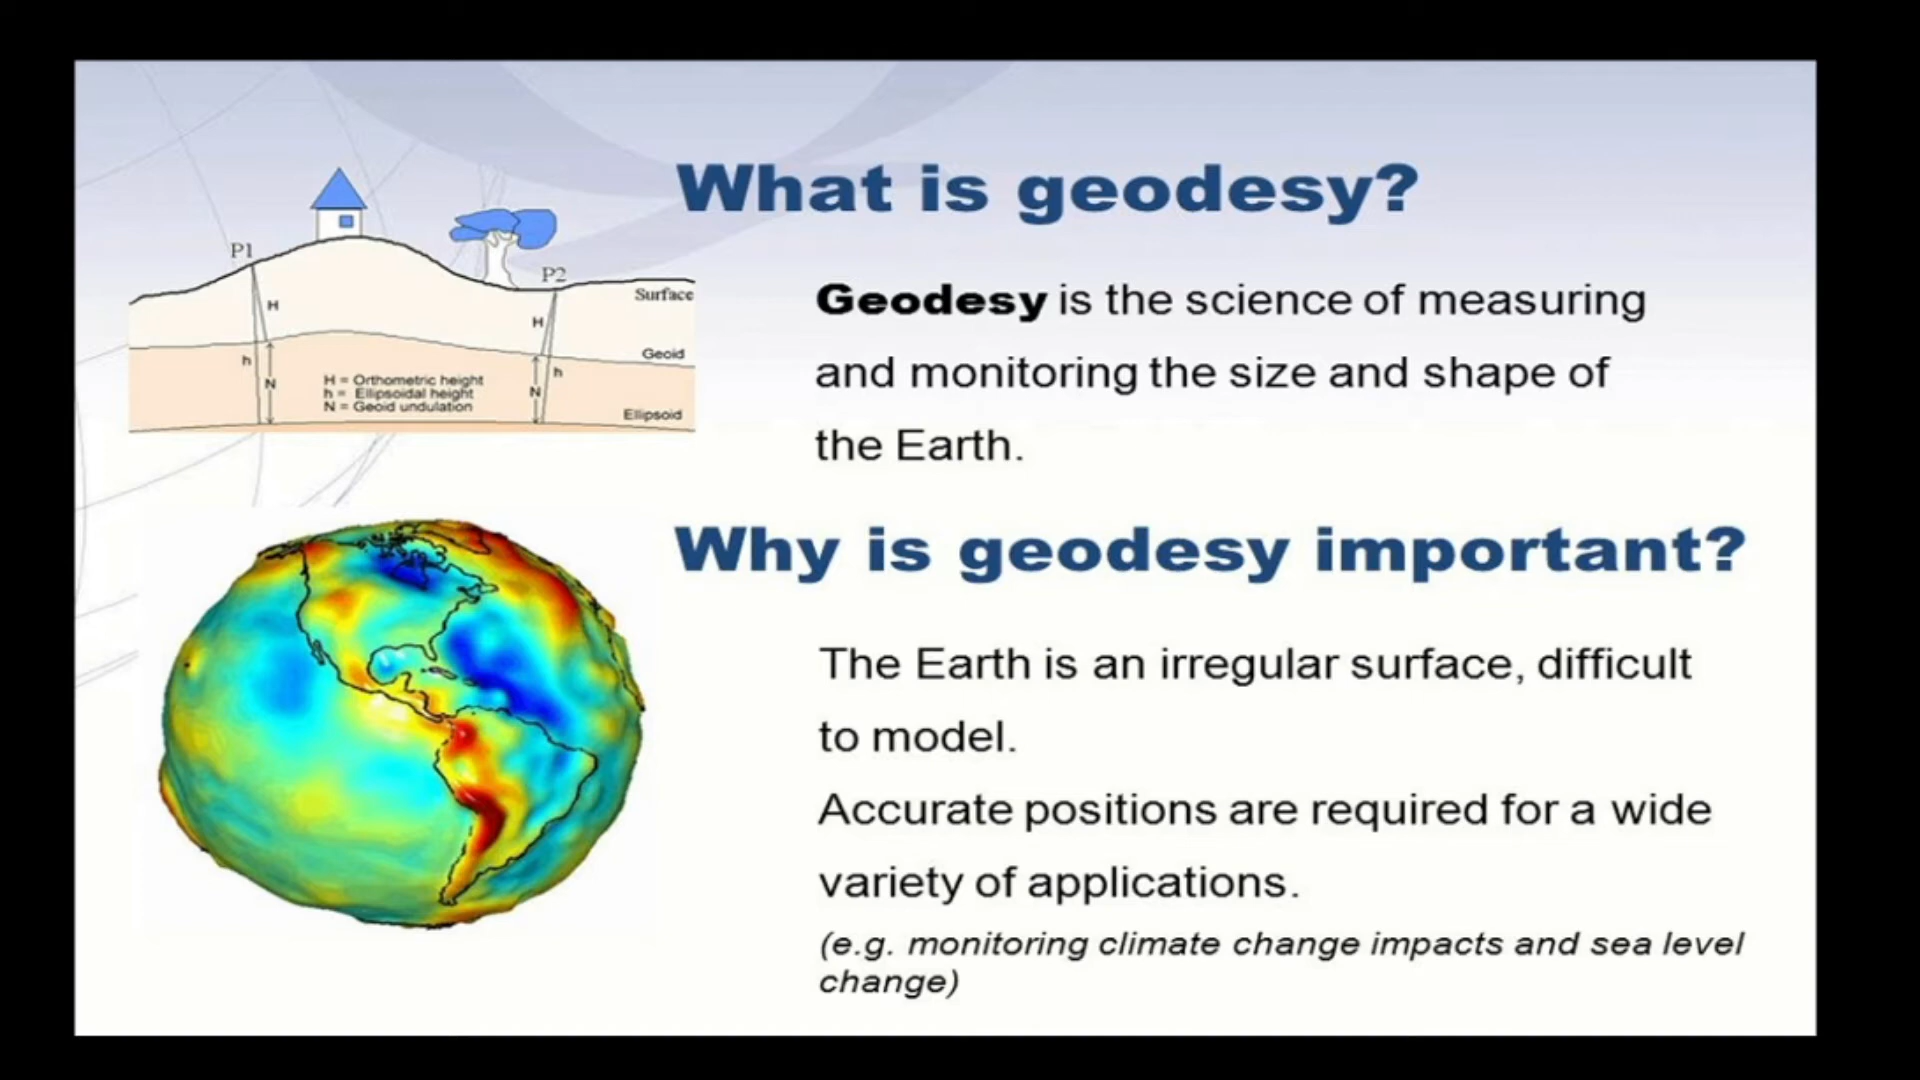 What is geodesy?
Geodesy is the science of measuring
and monitoring the size and shape of
the Earth.
P1
P2
Surface
H
H
Geoid
h
h
N
N
H = Orthometric height
h = Ellipsoidal height
N = Geoid undulation
Ellipsoid
Why is geodesy important?
The Earth is an irregular surface, difficult
to model.
Accurate positions are required for a wide
variety of applications.
(e.g. monitoring climate change impacts and sea level
change)